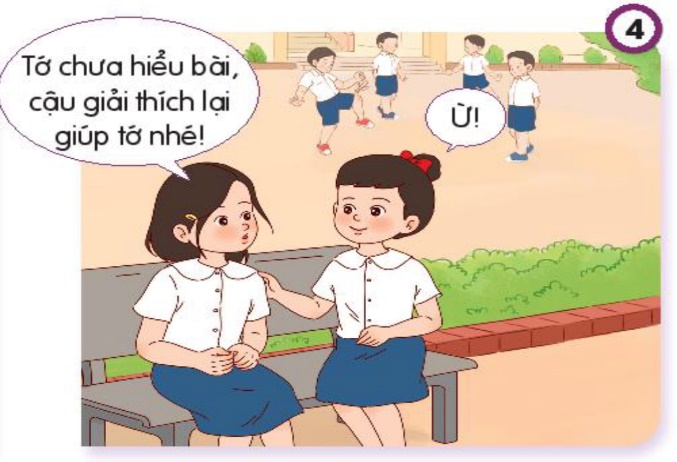 4
Tớ chưa hiểu bài,
cậu giải thích lại
giúp tớ nhé!
Ừ!